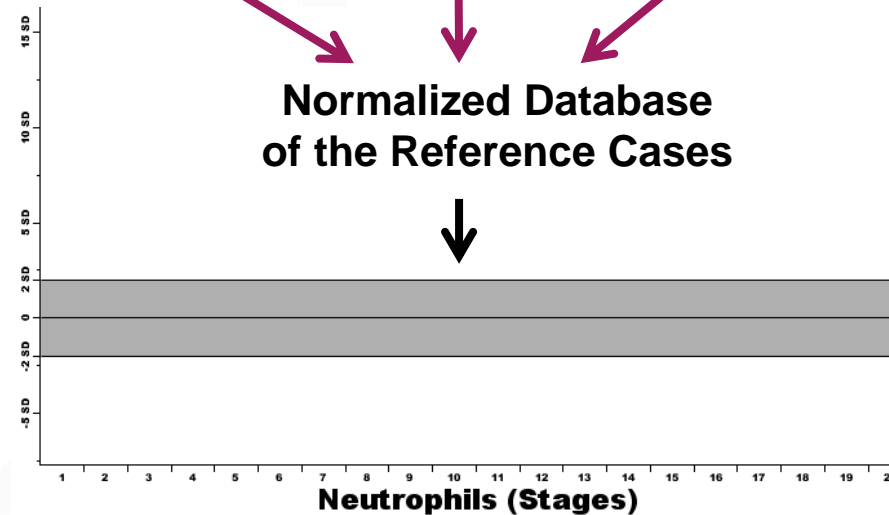 Normalized Database
of the Reference Cases
15 SD
10 SD
5 SD
2 SD
0
-2 SD
-5 SD
1 2 3 4 5 6 7 8 9 10 11 12 13 14 15 16 17 18 19
Neutrophils (Stages)